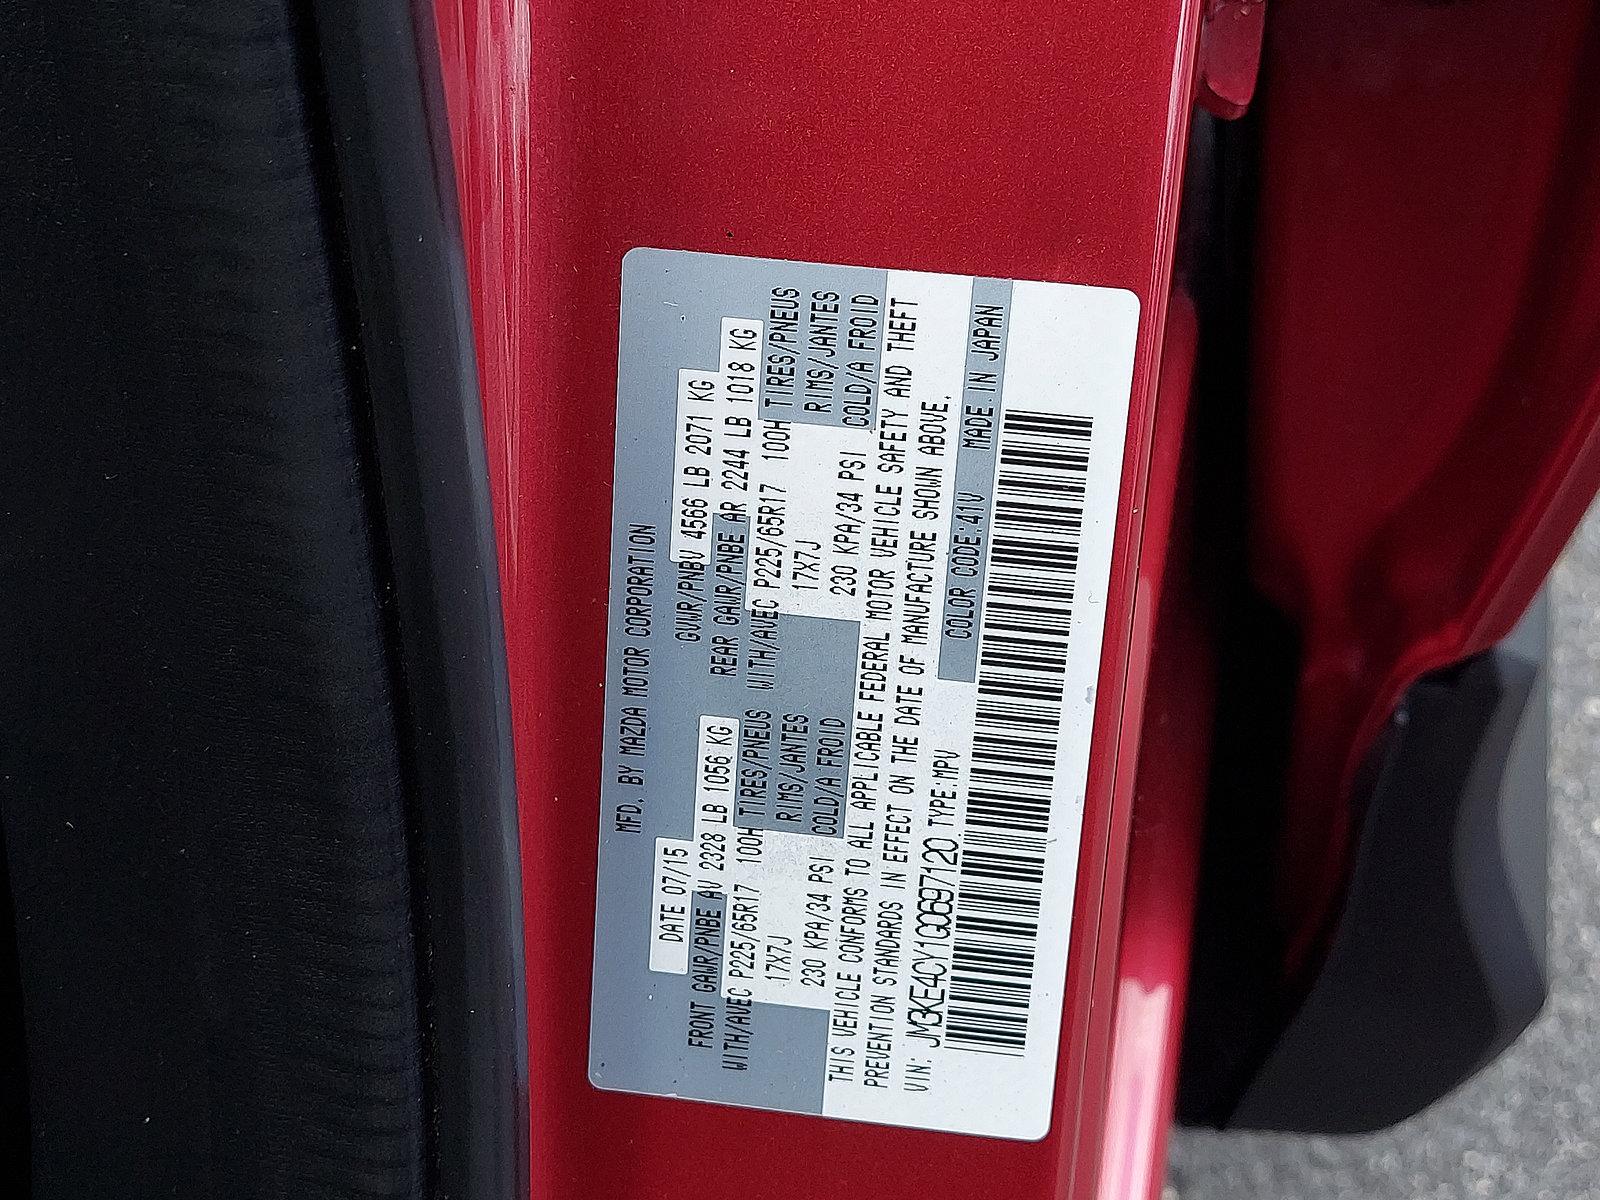 MFD. BY MAZDA MOTOR CORPORATION
DATE 07/15 GVWR/PNBV 4566 LB 2071 KG
FRONT GAWR/PNBE AV 2328 LB 1056 KG REAR GAWR/PNBE AR 2244 LB 1018 KG
WITH/AVEC P225/65R17 100H TIRES/PNEUS WITH/AVEC P225/65R17 100H TIRES/PNEUS
17X7J RIMS/JANTES 17X7J RIMS/JANTES
230 KPA/34 PSI COLD/A FROID 230 KPA/34 PSI COLD/A FROID
THIS VEHICLE CONFORMS TO ALL APPLICABLE FEDERAL MOTOR VEHICLE SAFETY AND THEFT
PREVENTION STANDARDS IN EFFECT ON THE DATE OF MANUFACTURE SHOWN ABOVE.
VIN: JM3KE4CY1G0697120 TYPE:MPV COLOR CODE:41V MADE IN JAPAN